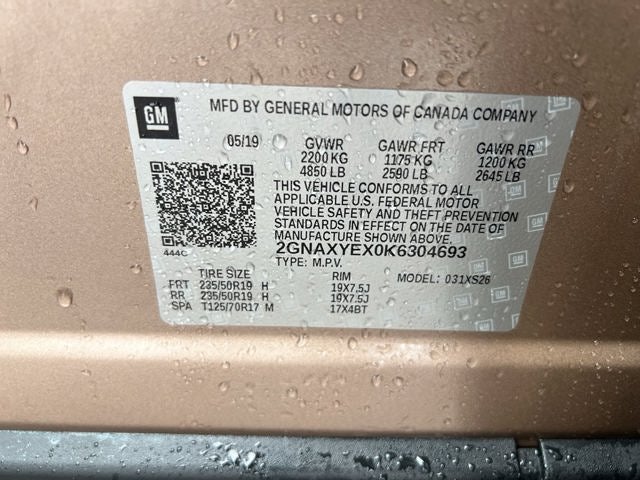 GM
MFD BY GENERAL MOTORS OF CANADA COMPANY
05/19 GVWR GAWR FRT GAWR RR
2200 KG 1175 KG 1200 KG
4850 LB 2590 LB 2645 LB
THIS VEHICLE CONFORMS TO ALL
APPLICABLE U.S. FEDERAL MOTOR
VEHICLE SAFETY AND THEFT PREVENTION
STANDARDS IN EFFECT ON THE DATE OF
MANUFACTURE SHOWN ABOVE.
444C 2GNAXYEX0K6304693
TYPE: M.P.V.
TIRE SIZE RIM MODEL: 031XS26
FRT 235/50R19 H 19X7.5J
RR 235/50R19 H 19X7.5J
SPA T125/70R17 M 17X4BT